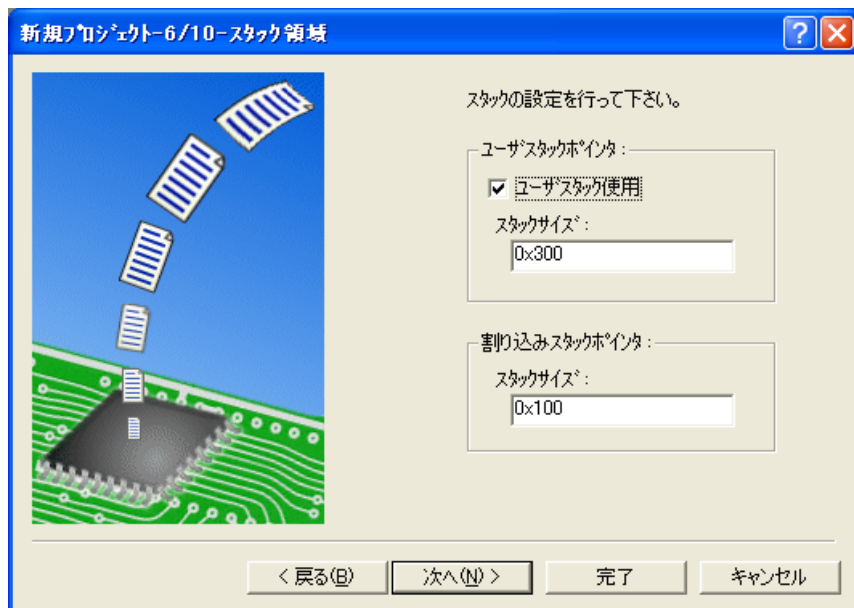 新規ﾌﾟﾛｼﾞｪｸﾄ-6/10-ｽﾀｯｸ領域
ｽﾀｯｸの設定を行って下さい。
ﾕｰｻﾞｽﾀｯｸﾎﾟｲﾝﾀ :
ﾕｰｻﾞｽﾀｯｸ使用
ｽﾀｯｸｻｲｽﾞ :
0x300
割り込みｽﾀｯｸﾎﾟｲﾝﾀ :
ｽﾀｯｸｻｲｽﾞ :
0x100
< 戻る(B) 次へ(N) > 完了 ｷｬﾝｾﾙ